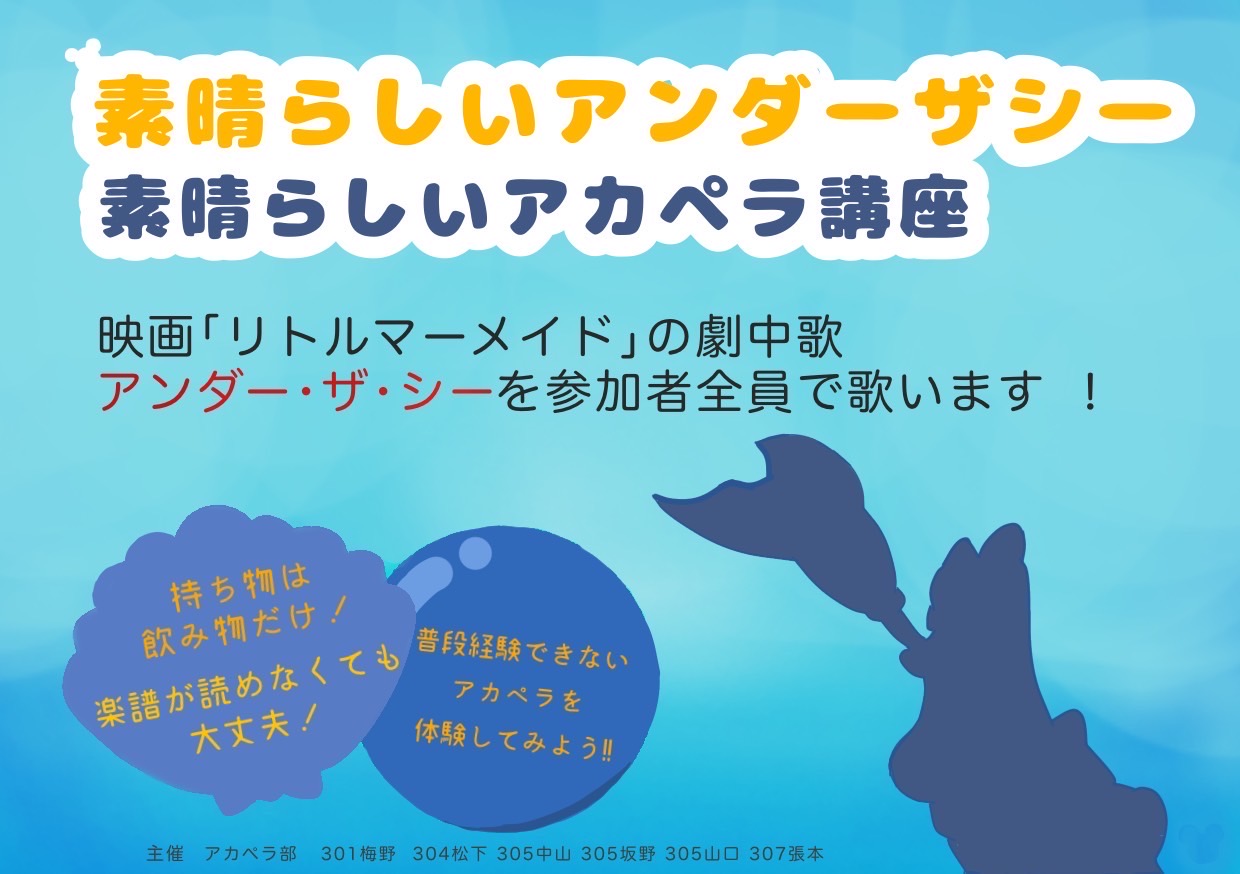 素晴らしいアンダーザシー
素晴らしいアカペラ講座
映画「リトルマーメイド」の劇中歌
アンダー・ザ・シーを参加者全員で歌います ！
持ち物は
飲み物だけ！
楽譜が読めなくても
大丈夫！
普段経験できない
アカペラを
体験してみよう!!
主催 アカペラ部 301梅野 304松下 305中山 305坂野 305山口 307張本